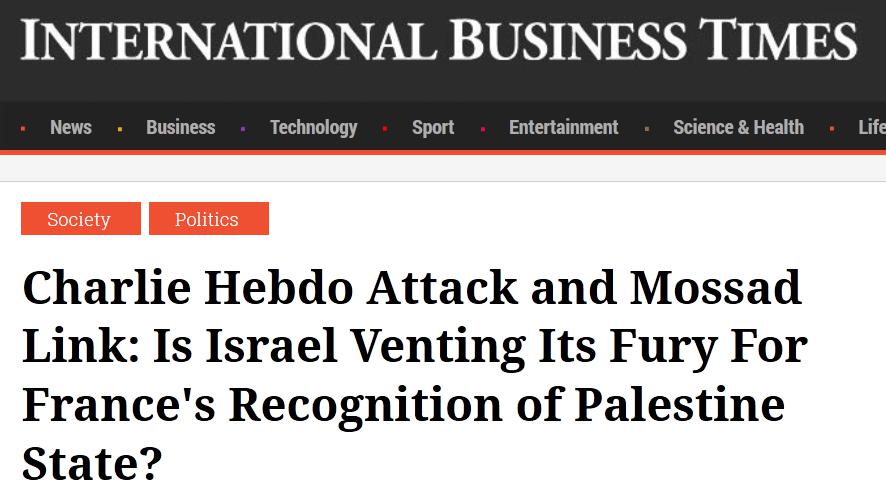 INTERNATIONAL BUSINESS TIMES
News Business Technology Sport Entertainment Science & Health Life
Society Politics
Charlie Hebdo Attack and Mossad
Link: Is Israel Venting Its Fury For
France's Recognition of Palestine
State?